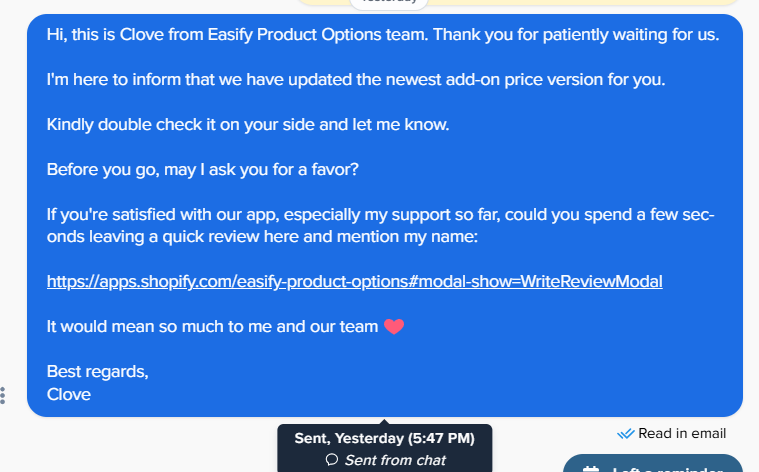 Yesterday
Hi, this is Clove from Easify Product Options team. Thank you for patiently waiting for us.
I'm here to inform that we have updated the newest add-on price version for you.
Kindly double check it on your side and let me know.
Before you go, may I ask you for a favor?
If you're satisfied with our app, especially my support so far, could you spend a few sec-
onds leaving a quick review here and mention my name:
https://apps.shopify.com/easify-product-options#modal-show=WriteReviewModal
It would mean so much to me and our team ❤️
Best regards,
Clove
Sent, Yesterday (5:47 PM)
Sent from chat
Read in email
Left a reminder